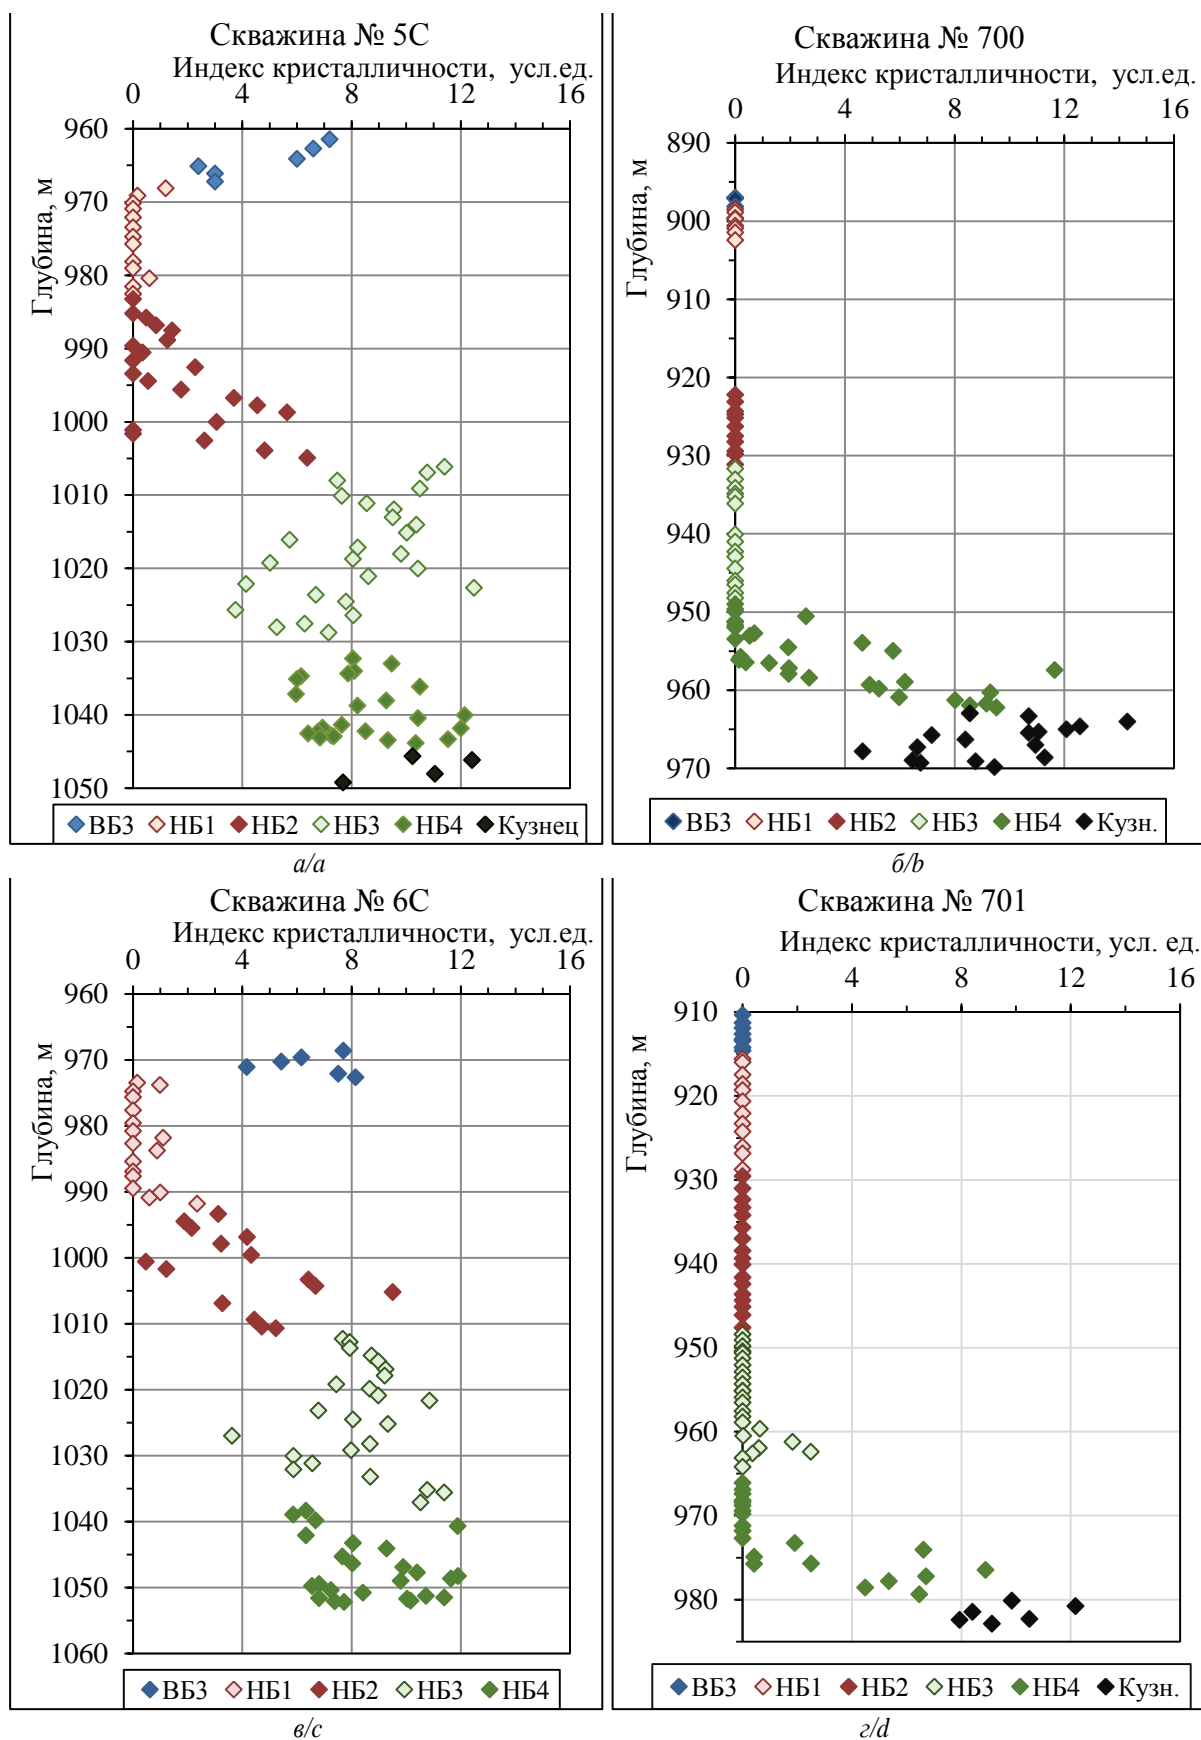 Скважина № 5С
Индекс кристалличности, усл.ед.
0 4 8 12 16
Глубина, м
960
970
980
990
1000
1010
1020
1030
1040
1050
ВБ3 НБ1 НБ2 НБ3 НБ4 Кузнец
а/a
Скважина № 700
Индекс кристалличности, усл.ед.
0 4 8 12 16
Глубина, м
890
900
910
920
930
940
950
960
970
ВБ3 НБ1 НБ2 НБ3 НБ4 Кузн.
б/b
Скважина № 6С
Индекс кристалличности, усл.ед.
0 4 8 12 16
Глубина, м
960
970
980
990
1000
1010
1020
1030
1040
1050
1060
ВБ3 НБ1 НБ2 НБ3 НБ4
в/c
Скважина № 701
Индекс кристалличности, усл. ед.
0 4 8 12 16
Глубина, м
910
920
930
940
950
960
970
980
ВБ3 НБ1 НБ2 НБ3 НБ4 Кузн.
г/d